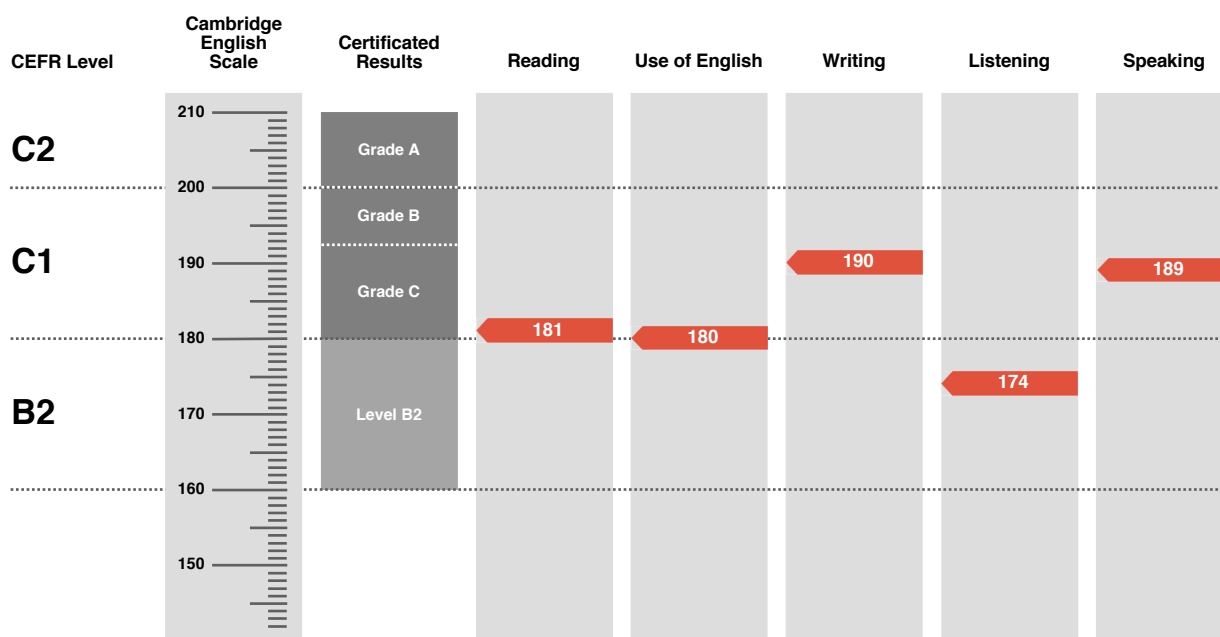 CEFR Level
Cambridge
English
Scale
Certificated
Results
Reading
Use of English
Writing
Listening
Speaking
C2
C1
B2
210
200
190
180
170
160
150
Grade A
Grade B
Grade C
Level B2
181
180
190
174
189